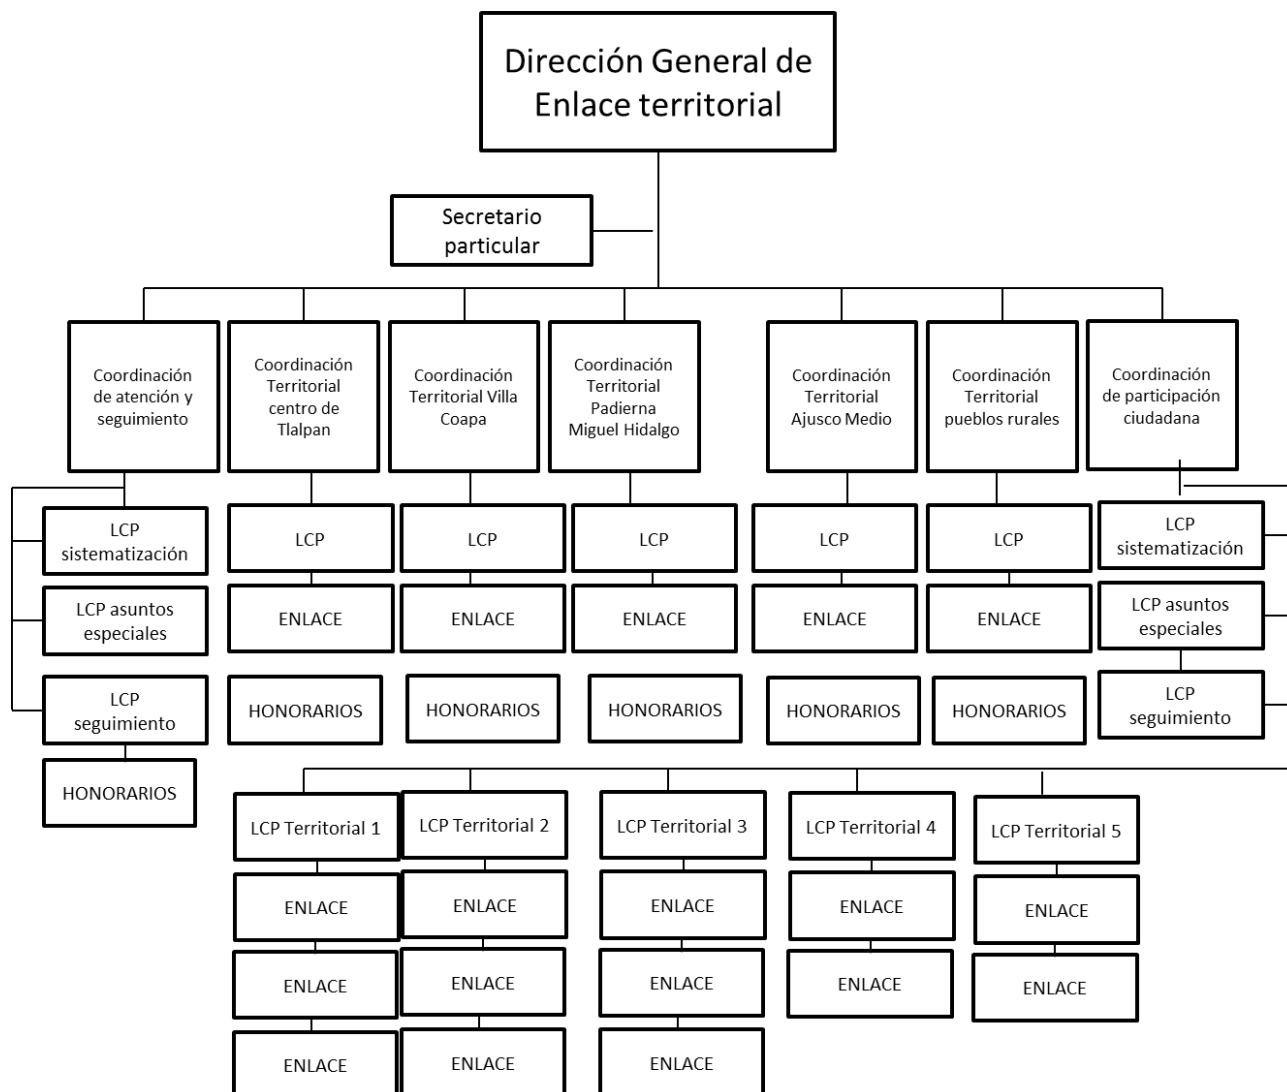 Dirección General de
Enlace territorial
Secretario
particular
Coordinación
de atención y
seguimiento
Coordinación
Territorial
centro de
Tlalpan
Coordinación
Territorial Villa
Coapa
Coordinación
Territorial
Padierna
Miguel Hidalgo
Coordinación
Territorial
Ajusco Medio
Coordinación
Territorial
pueblos rurales
Coordinación
de participación
ciudadana
LCP
sistematización
LCP
LCP
LCP
LCP
LCP
LCP
sistematización
LCP asuntos
especiales
ENLACE
ENLACE
ENLACE
ENLACE
ENLACE
LCP asuntos
especiales
LCP
seguimiento
HONORARIOS
HONORARIOS
HONORARIOS
HONORARIOS
HONORARIOS
LCP
seguimiento
HONORARIOS
LCP Territorial 1
LCP Territorial 2
LCP Territorial 3
LCP Territorial 4
LCP Territorial 5
ENLACE
ENLACE
ENLACE
ENLACE
ENLACE
ENLACE
ENLACE
ENLACE
ENLACE
ENLACE
ENLACE
ENLACE
ENLACE